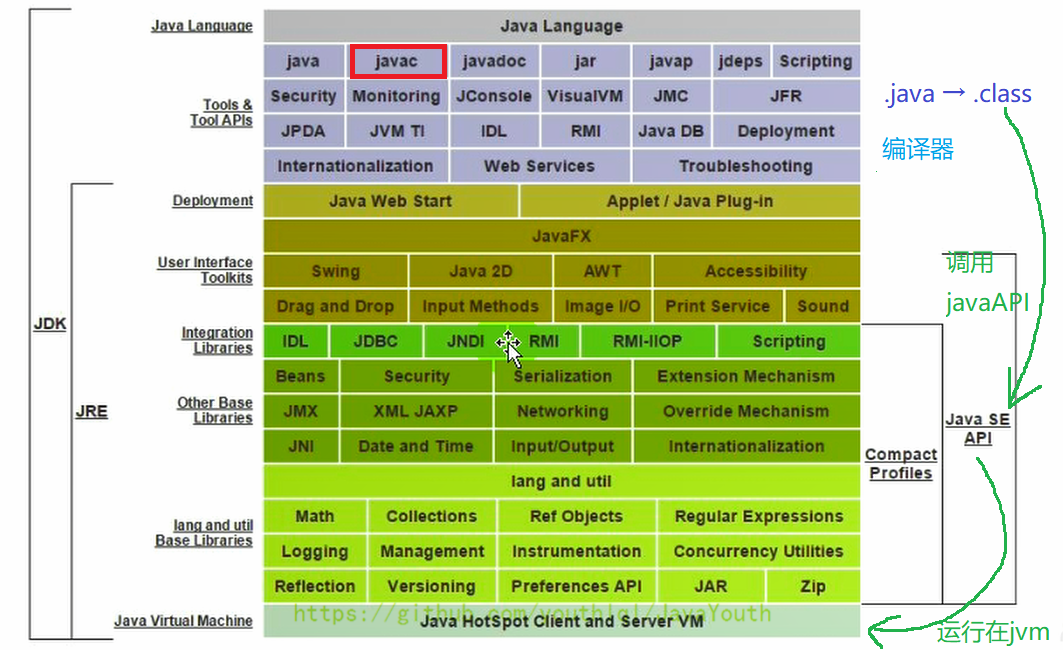 Java Language Java Language
java javac javadoc jar javap jdeps Scripting
Tools & Tool APIs
Security Monitoring JConsole VisualVM JMC JFR
.java → .class
JPDA JVM TI IDL RMI Java DB Deployment
编译器
Internationalization Web Services Troubleshooting
Deployment Java Web Start Applet / Java Plug-in
JavaFX
User Interface Toolkits
Swing Java 2D AWT Accessibility
调用
Drag and Drop Input Methods Image I/O Print Service Sound
javaAPI
JDK
Integration Libraries
IDL JDBC JNDI RMI RMI-IIOP Scripting
Beans Security Serialization Extension Mechanism
JRE
Other Base Libraries
JMX XML JAXP Networking Override Mechanism
Java SE API
JNI Date and Time Input/Output Internationalization
Compact Profiles
lang and util
lang and util Base Libraries
Math Collections Ref Objects Regular Expressions
Logging Management Instrumentation Concurrency Utilities
Reflection Versioning Preferences API JAR Zip
https://github.com/youthlql/JavaYouth
Java Virtual Machine Java HotSpot Client and Server VM
运行在jvm